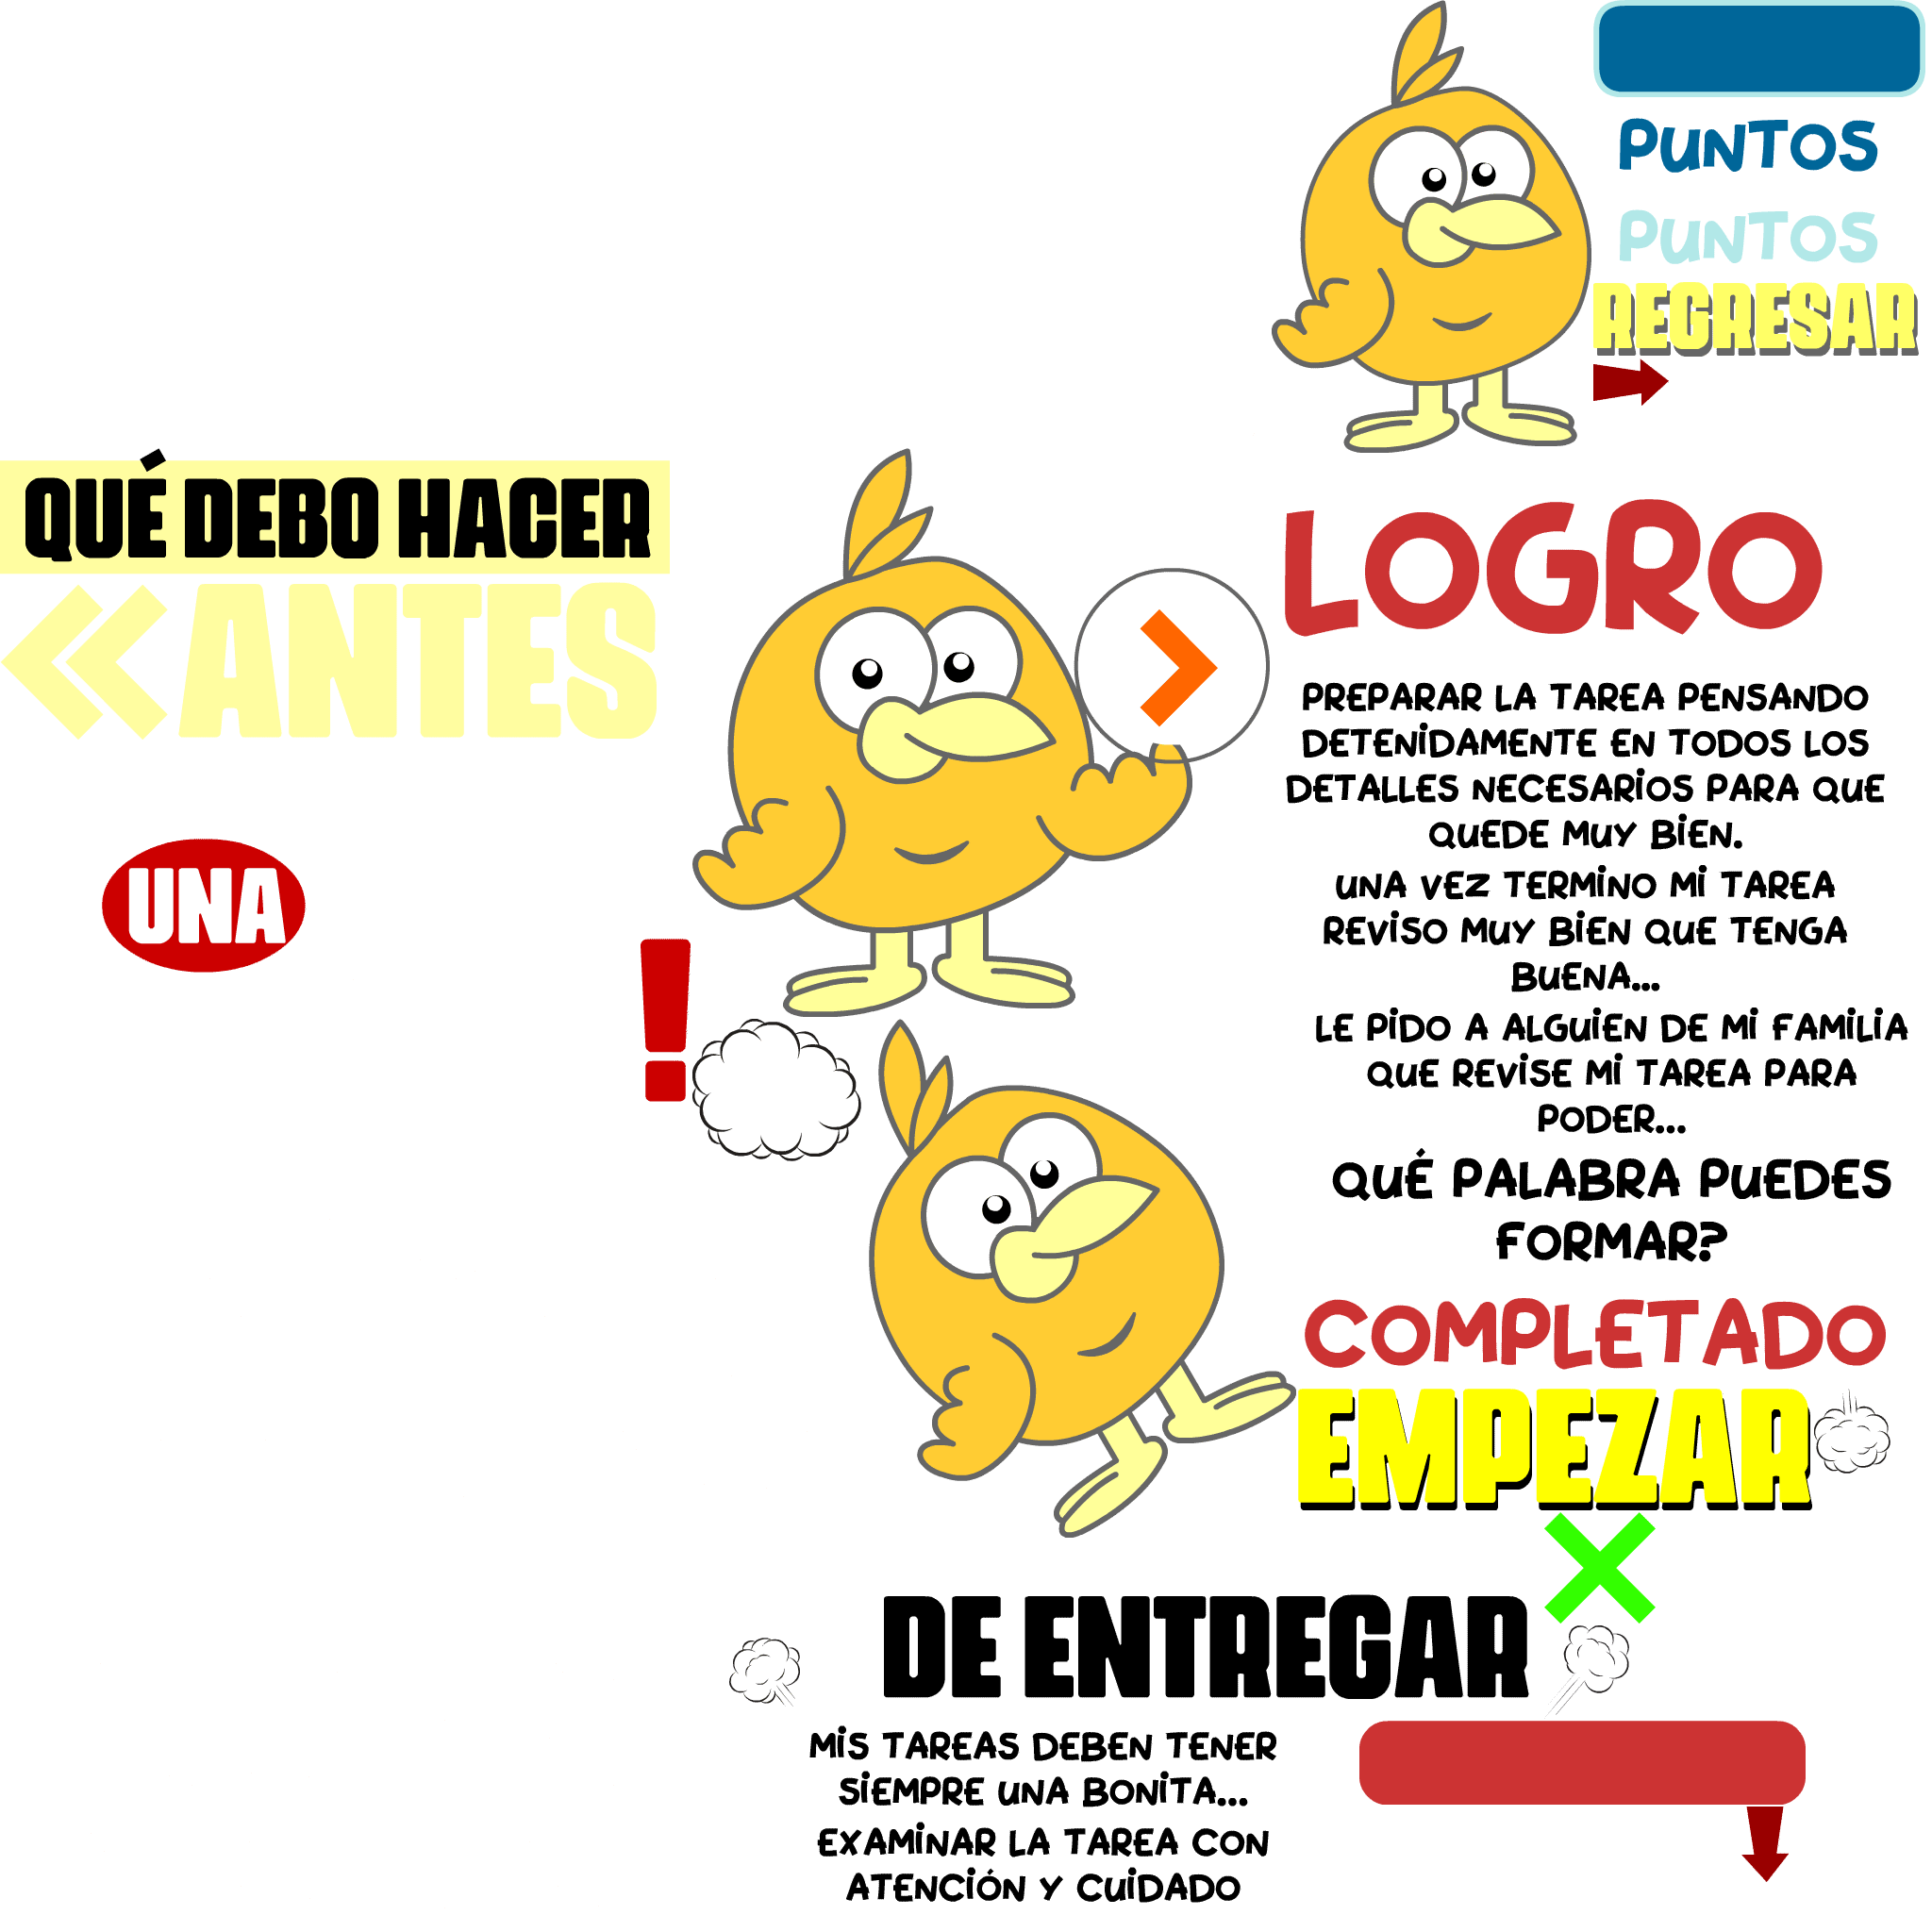 PUNTOS
PUNTOS
REGRESAR
QUÉ DEBO HACER
ANTES
UNA
!
LOGRO
PREPARAR LA TAREA PENSANDO
DETENIDAMENTE EN TODOS LOS
DETALLES NECESARIOS PARA QUE
QUEDE MUY BIEN.
UNA VEZ TERMINO MI TAREA
REVISO MUY BIEN QUE TENGA
BUENA...
LE PIDO A ALGUIEN DE MI FAMILIA
QUE REVISE MI TAREA PARA
PODER...
QUÉ PALABRA PUEDES
FORMAR?
COMPLETADO
EMPEZAR
DE ENTREGAR
MIS TAREAS DEBEN TENER
SIEMPRE UNA BONITA...
EXAMINAR LA TAREA CON
ATENCIÓN Y CUIDADO